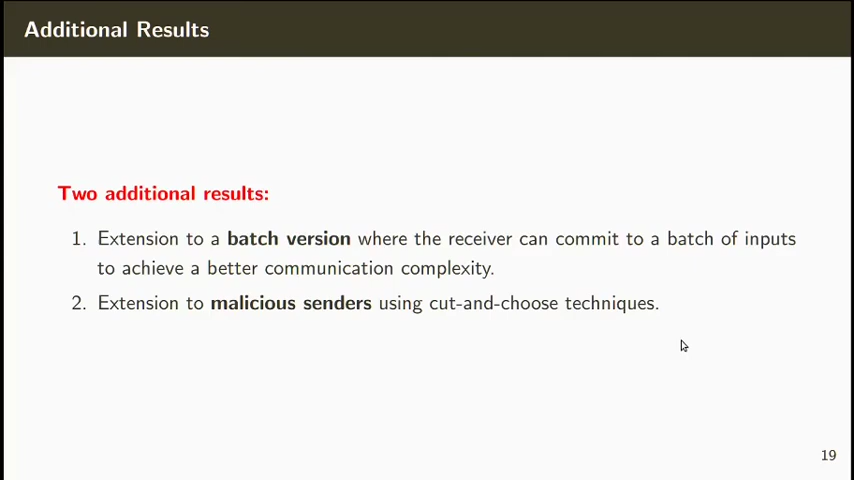 Additional Results
Two additional results:
1. Extension to a batch version where the receiver can commit to a batch of inputs
to achieve a better communication complexity.
2. Extension to malicious senders using cut-and-choose techniques.
19